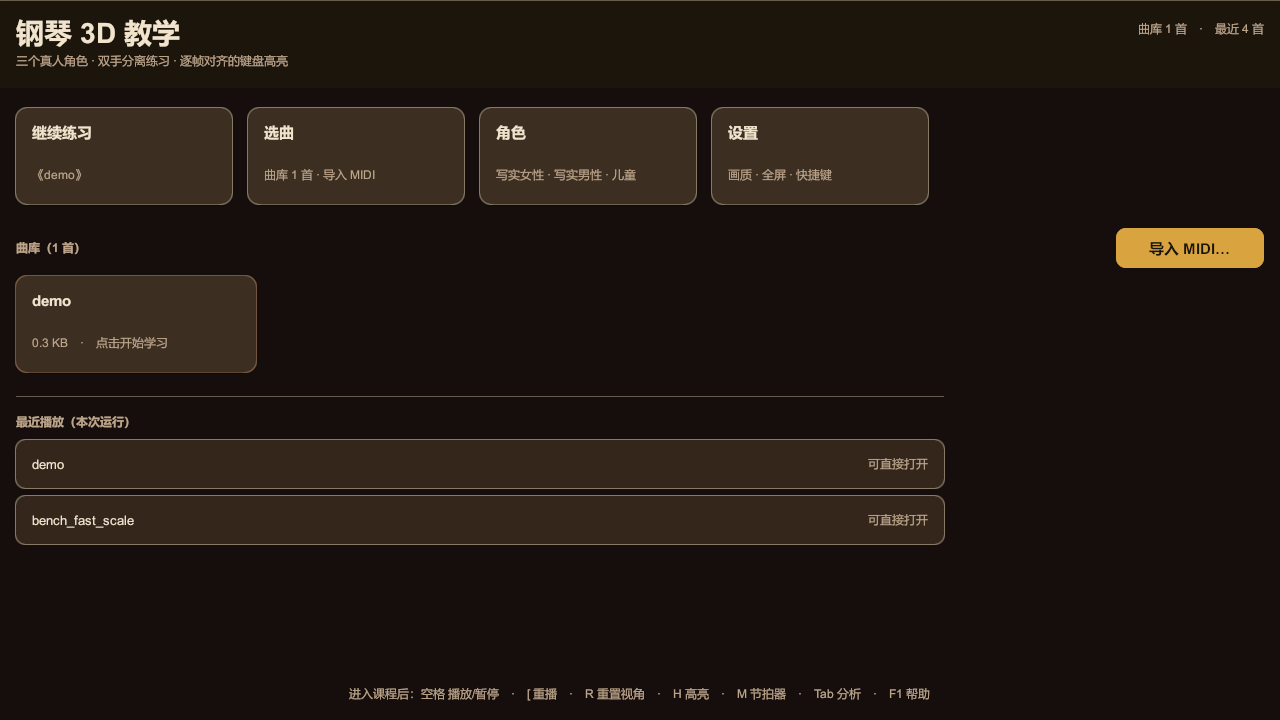 钢琴 3D 教学
曲库 1 首 · 最近 4 首
三个真人角色 · 双手分离练习 · 逐帧对齐的键盘高亮
继续练习
《demo》
选曲
曲库 1 首 · 导入 MIDI
角色
写实女性 · 写实男性 · 儿童
设置
画质 · 全屏 · 快捷键
曲库（1 首）
导入 MIDI…
demo
0.3 KB · 点击开始学习
最近播放（本次运行）
demo 可直接打开
bench_fast_scale 可直接打开
进入课程后：空格 播放/暂停 · [ 重播 · R 重置视角 · H 高亮 · M 节拍器 · Tab 分析 · F1 帮助